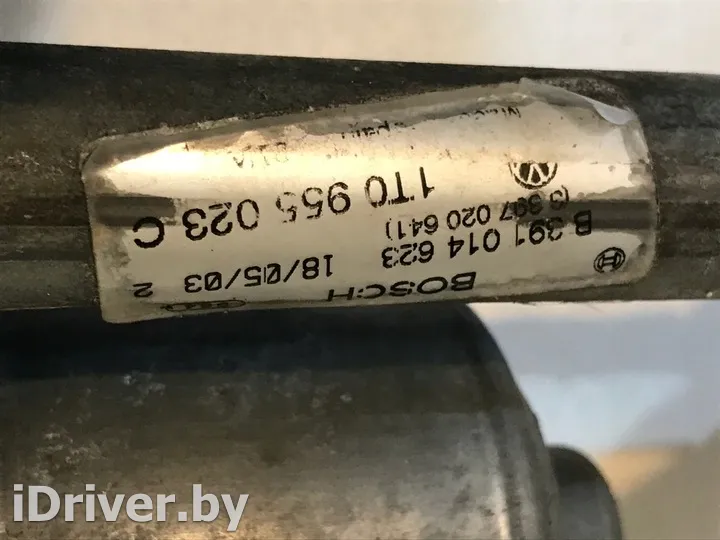 BOSCH
18/05/03
2
B 391 014 623
(3 397 020 641)
1T0 955 023 C
iDriver.by